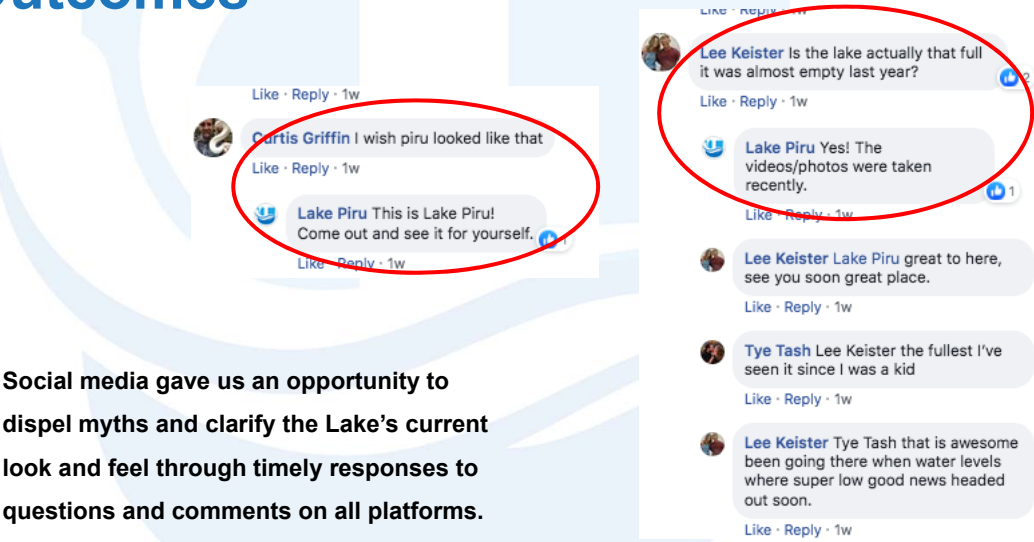 Outcomes
Like · Reply · 1w
Curtis Griffin I wish piru looked like that
Like · Reply · 1w
Lake Piru This is Lake Piru!
Come out and see it for yourself.
1
Like · Reply · 1w
Social media gave us an opportunity to
dispel myths and clarify the Lake's current
look and feel through timely responses to
questions and comments on all platforms.
Like · Reply · 1w
Lee Keister Is the lake actually that full
it was almost empty last year?
2
Like · Reply · 1w
Lake Piru Yes! The
videos/photos were taken
recently.
1
Like · Reply · 1w
Lee Keister Lake Piru great to here,
see you soon great place.
Like · Reply · 1w
Tye Tash Lee Keister the fullest I've
seen it since I was a kid
Like · Reply · 1w
Lee Keister Tye Tash that is awesome
been going there when water levels
where super low good news headed
out soon.
Like · Reply · 1w